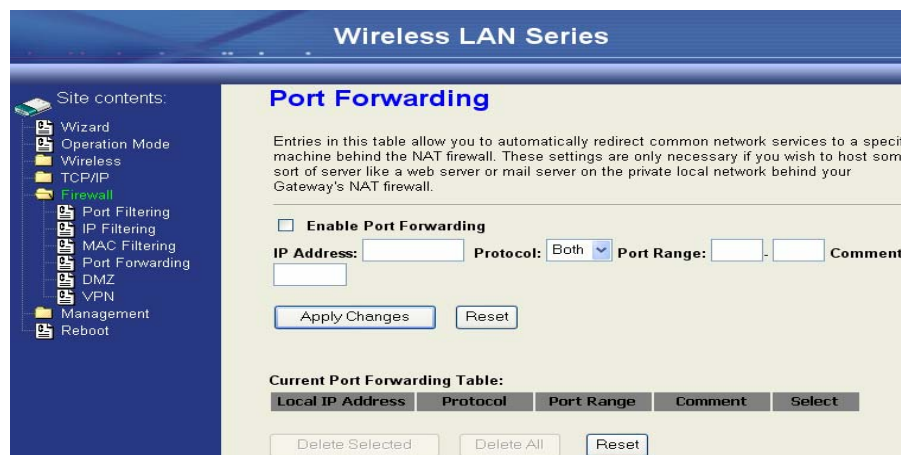 Wireless LAN Series
Site contents:
Wizard
Operation Mode
Wireless
TCP/IP
Firewall
Port Filtering
IP Filtering
MAC Filtering
Port Forwarding
DMZ
VPN
Management
Reboot
Port Forwarding
Entries in this table allow you to automatically redirect common network services to a specif
machine behind the NAT firewall. These settings are only necessary if you wish to host som
sort of server like a web server or mail server on the private local network behind your
Gateway's NAT firewall.
Enable Port Forwarding
IP Address: Protocol: Both Port Range: - Comment
Apply Changes Reset
Current Port Forwarding Table:
Local IP Address Protocol Port Range Comment Select
Delete Selected Delete All Reset